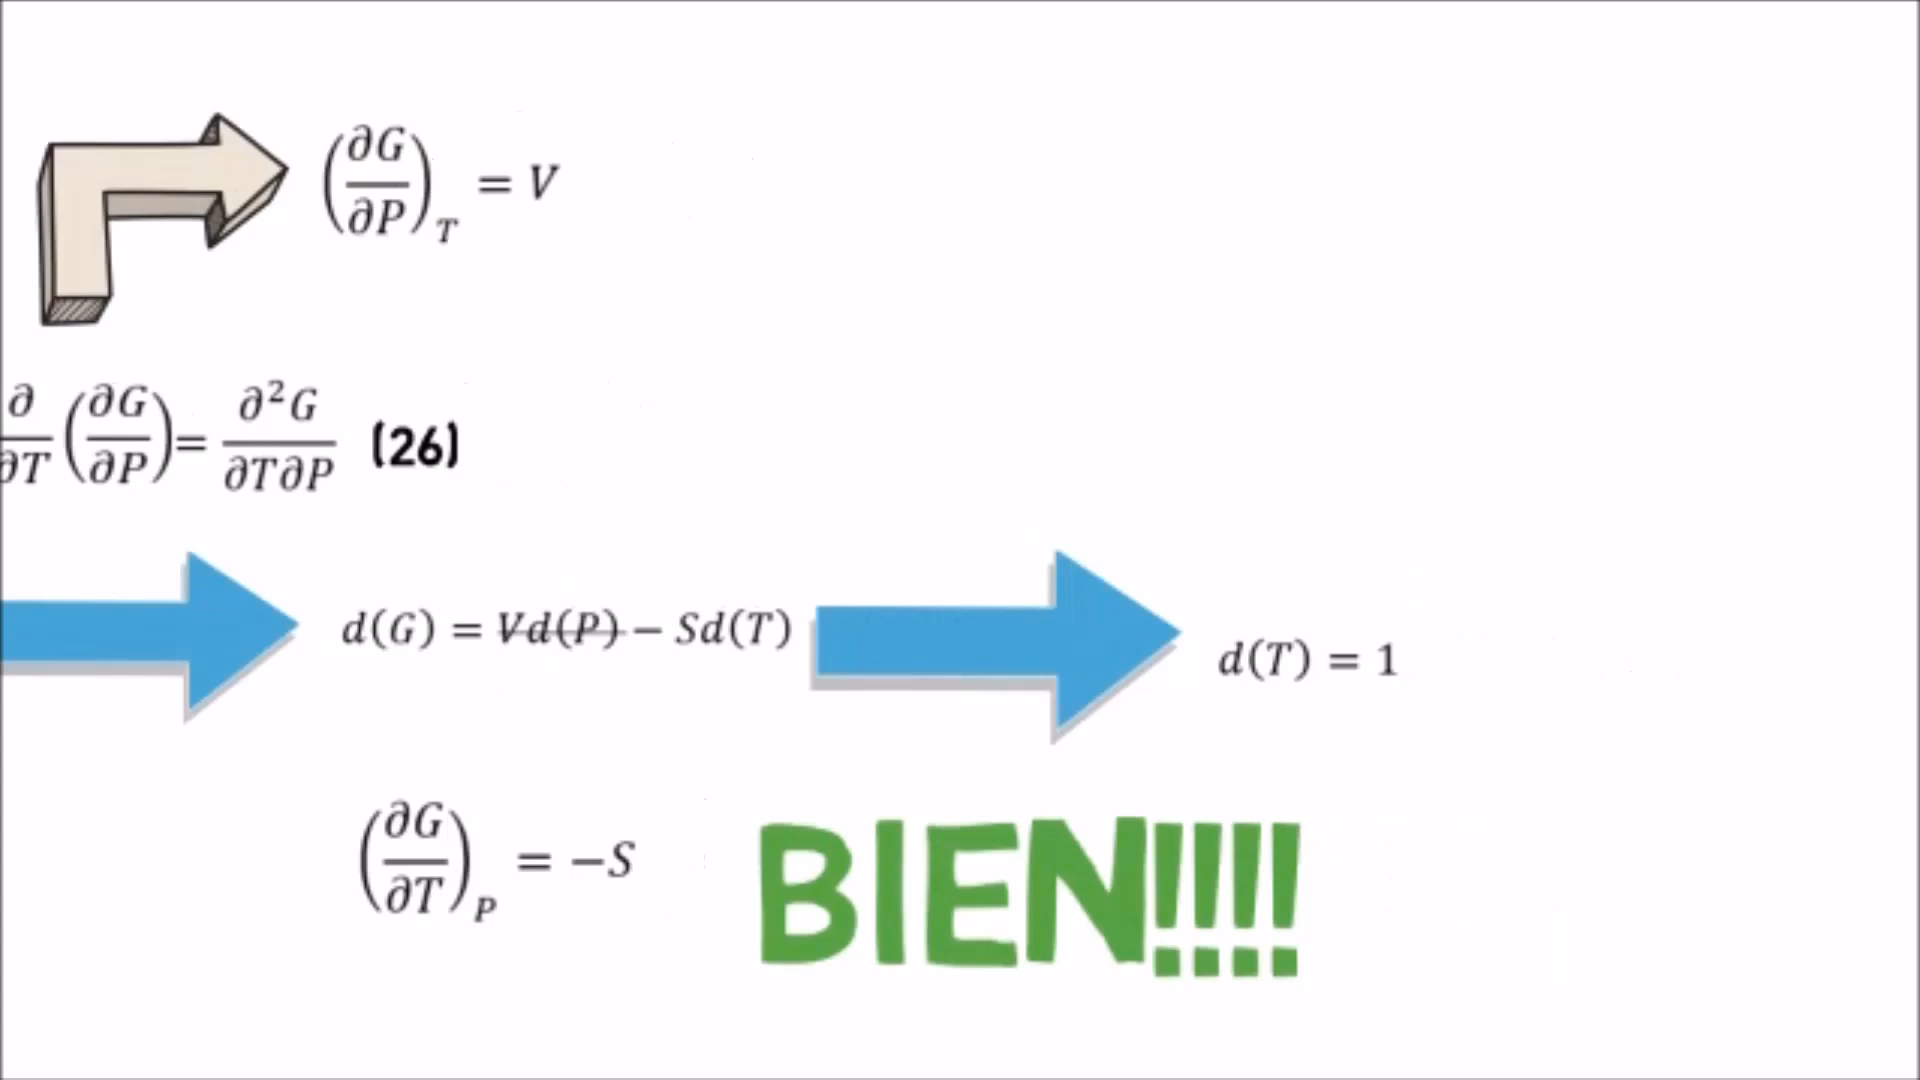 (∂G/∂P)_T = V
∂/∂T (∂G/∂P) = ∂²G/∂T∂P (26)
d(G) = Vd(P) − Sd(T)
d(T) = 1
(∂G/∂T)_P = −S
BIEN!!!!